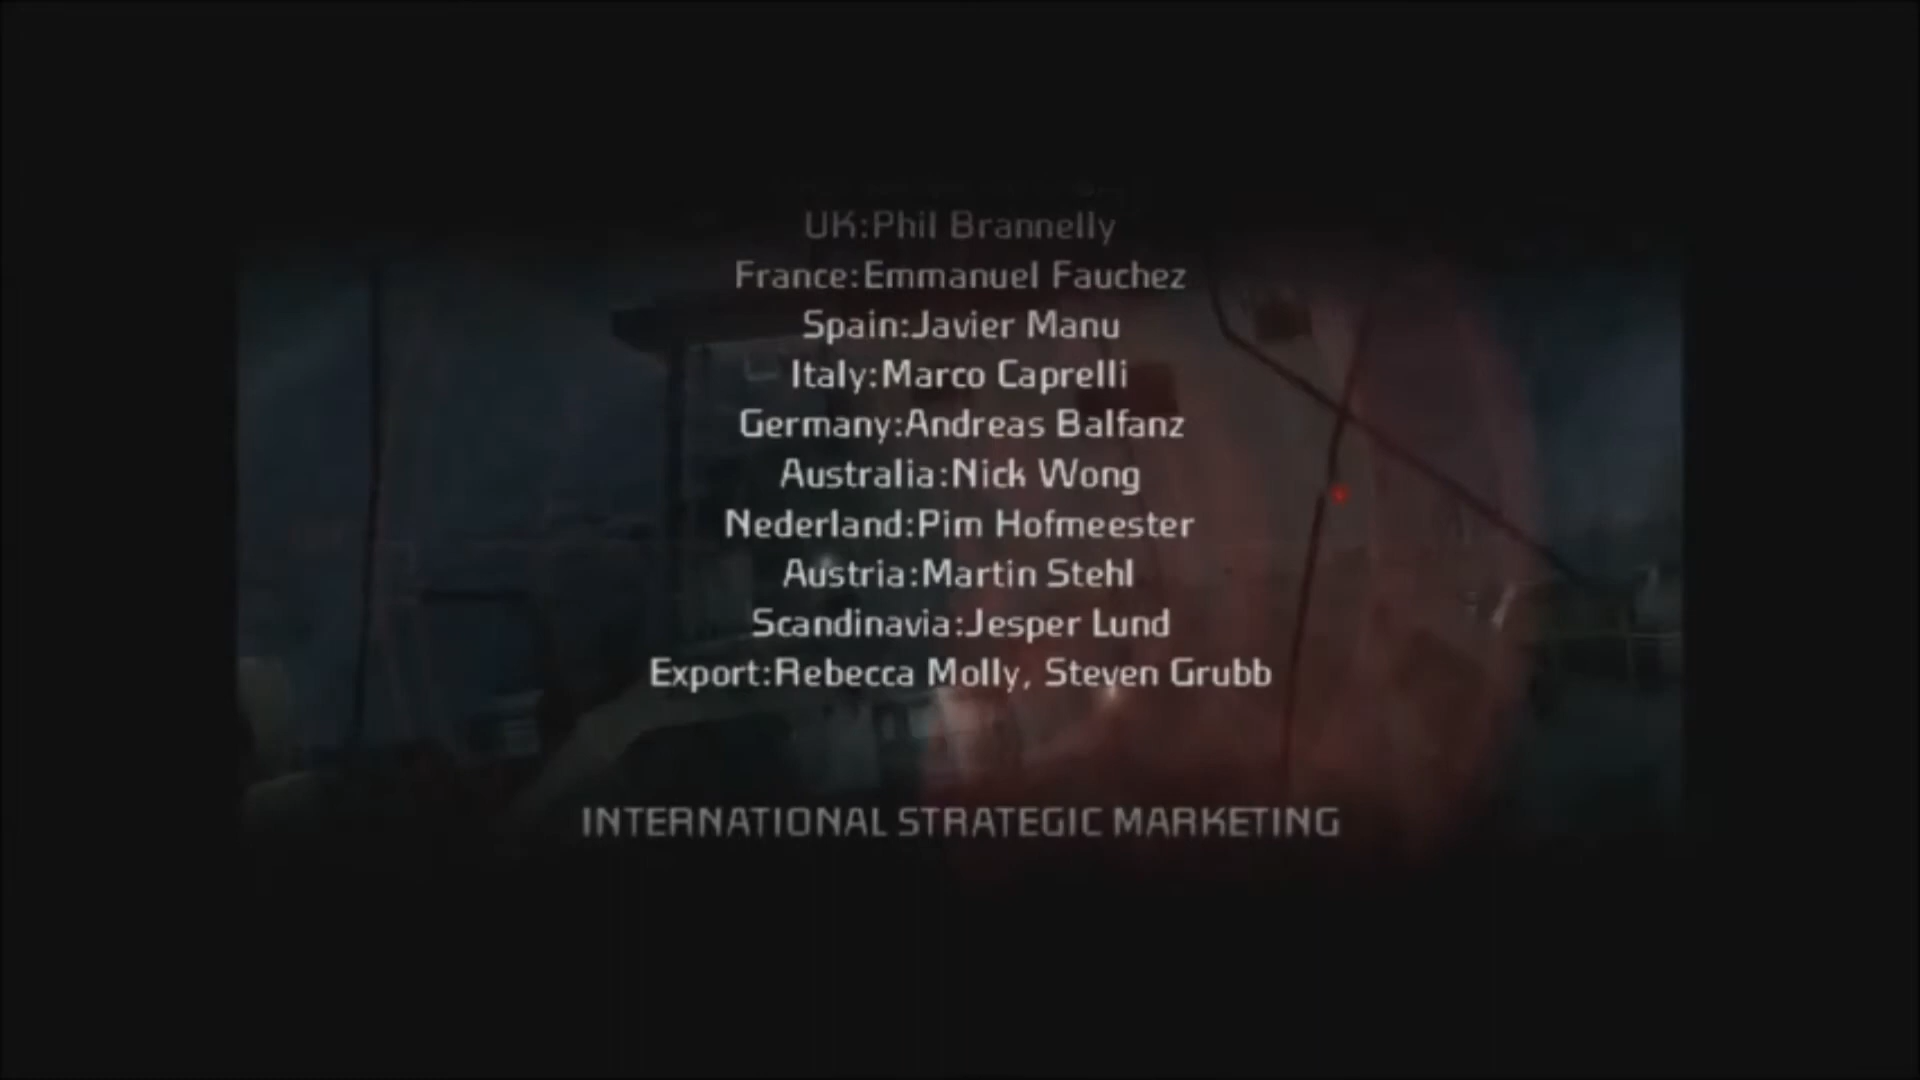 UK:Phil Brannelly
France:Emmanuel Fauchez
Spain:Javier Manu
Italy:Marco Caprelli
Germany:Andreas Balfanz
Australia:Nick Wong
Nederland:Pim Hofmeester
Austria:Martin Stehl
Scandinavia:Jesper Lund
Export:Rebecca Molly, Steven Grubb
INTERNATIONAL STRATEGIC MARKETING